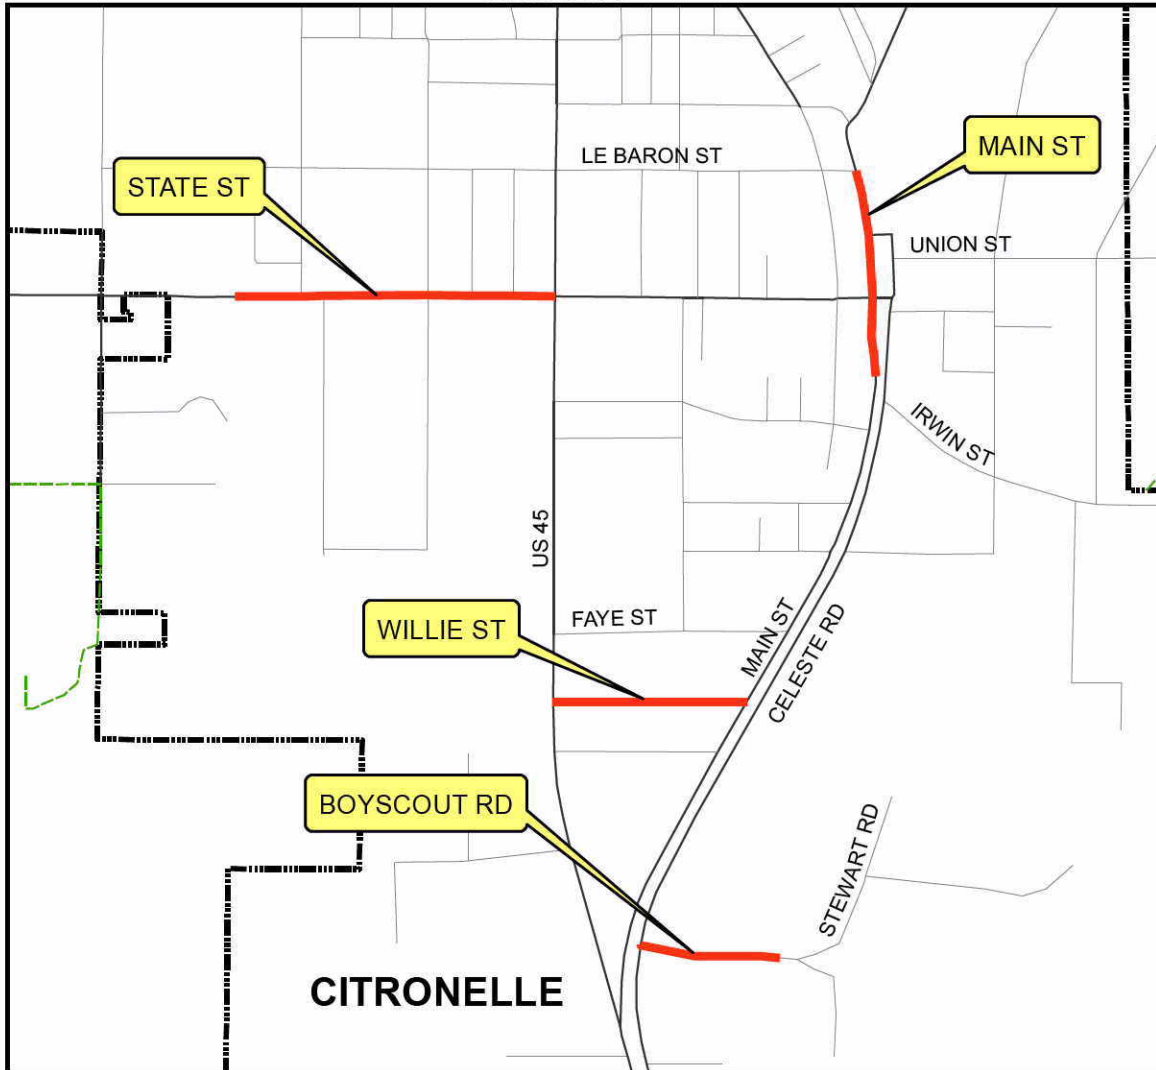 MAIN ST
LE BARON ST
STATE ST
UNION ST
IRWIN ST
US 45
FAYE ST
WILLIE ST
MAIN ST
CELESTE RD
BOYSCOUT RD
STEWART RD
CITRONELLE